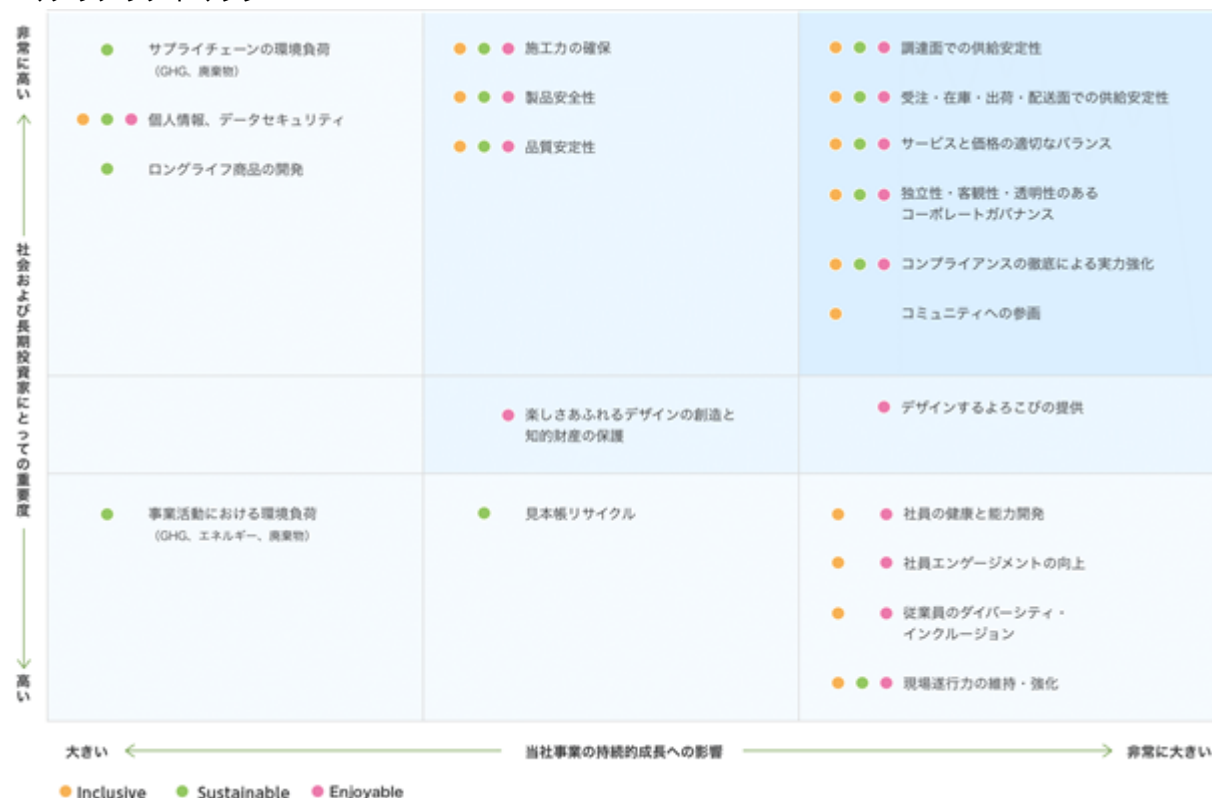 非常に高い
社会および長期投資家にとっての重要度
高い
サプライチェーンの環境負荷
（GHG、廃棄物）
個人情報、データセキュリティ
ロングライフ商品の開発
施工力の確保
製品安全性
品質安定性
調達面での供給安定性
受注・在庫・出荷・配送面での供給安定性
サービスと価格の適切なバランス
独立性・客観性・透明性のある
コーポレートガバナンス
コンプライアンスの徹底による実力強化
コミュニティへの参画
楽しさあふれるデザインの創造と
知的財産の保護
デザインするよろこびの提供
事業活動における環境負荷
（GHG、エネルギー、廃棄物）
見本帳リサイクル
社員の健康と能力開発
社員エンゲージメントの向上
従業員のダイバーシティ・
インクルージョン
現場遂行力の維持・強化
大きい
当社事業の持続的成長への影響
非常に大きい
Inclusive
Sustainable
Enjoyable